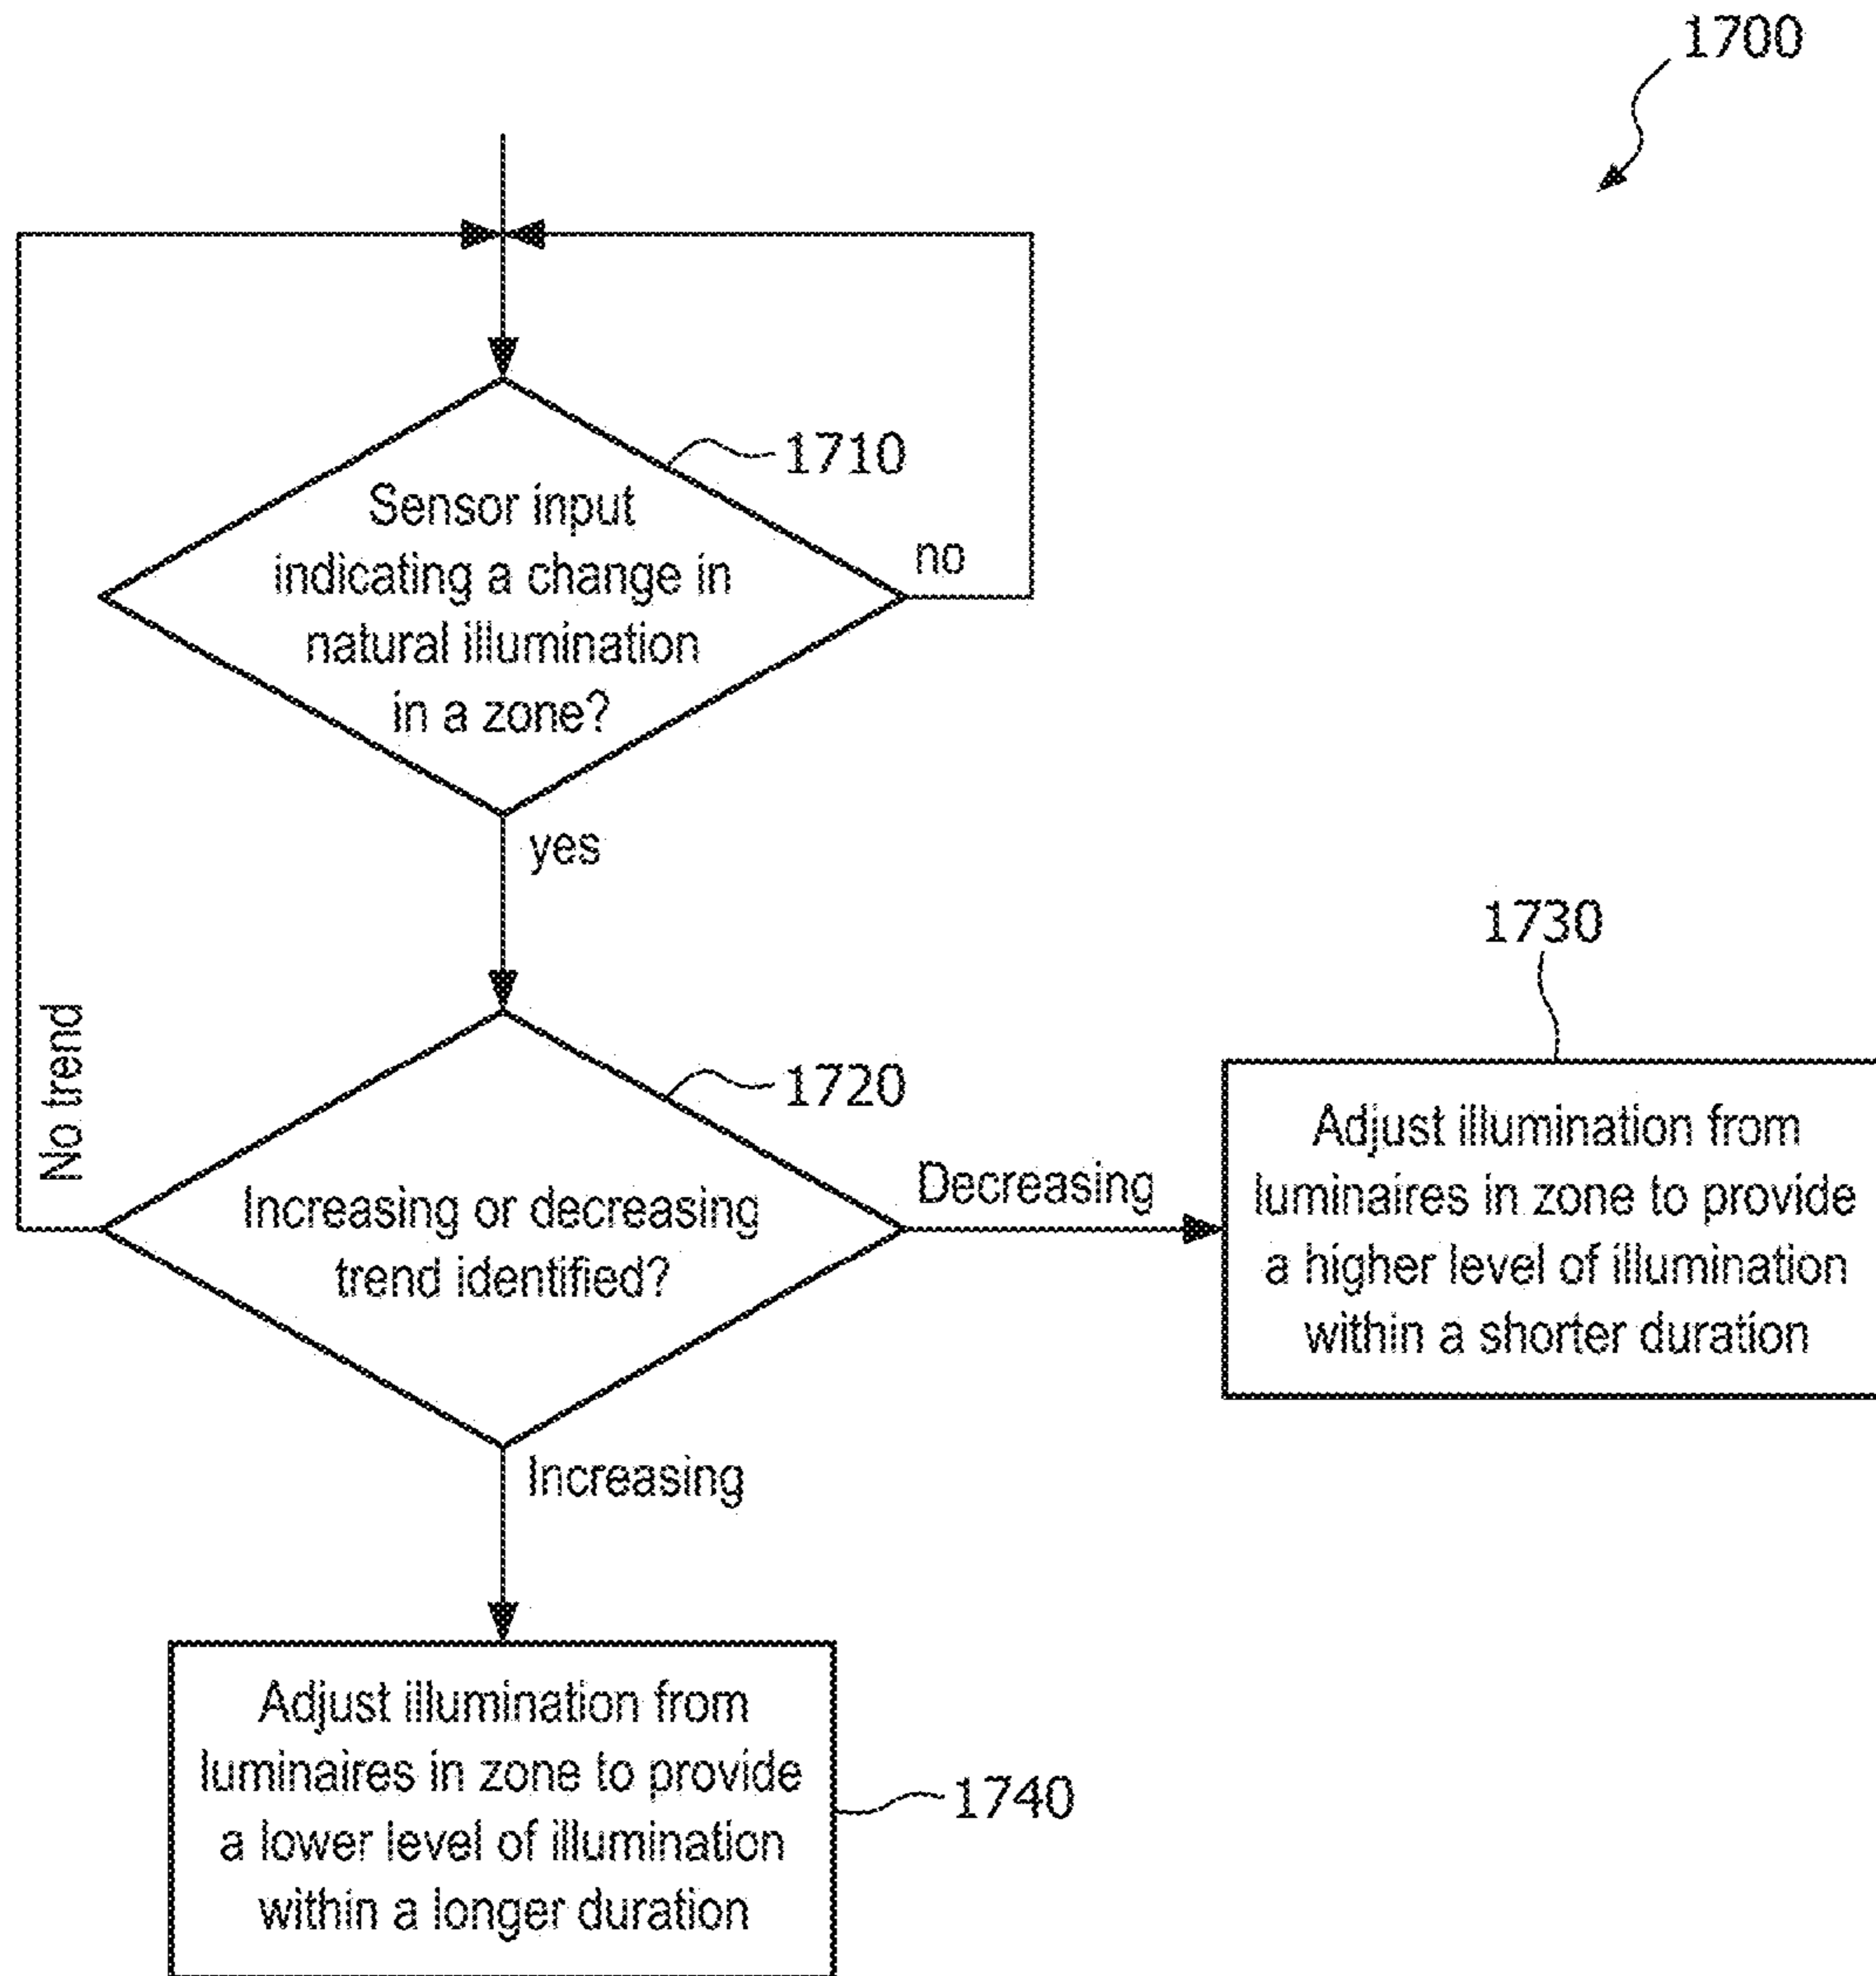 1700
1710
Sensor input
indicating a change in
natural illumination
in a zone?
no
yes
1730
No trend
1720
Increasing or decreasing
trend identified?
Decreasing
Adjust illumination from
luminaires in zone to provide
a higher level of illumination
within a shorter duration
Increasing
Adjust illumination from
luminaires in zone to provide
a lower level of illumination
within a longer duration
1740